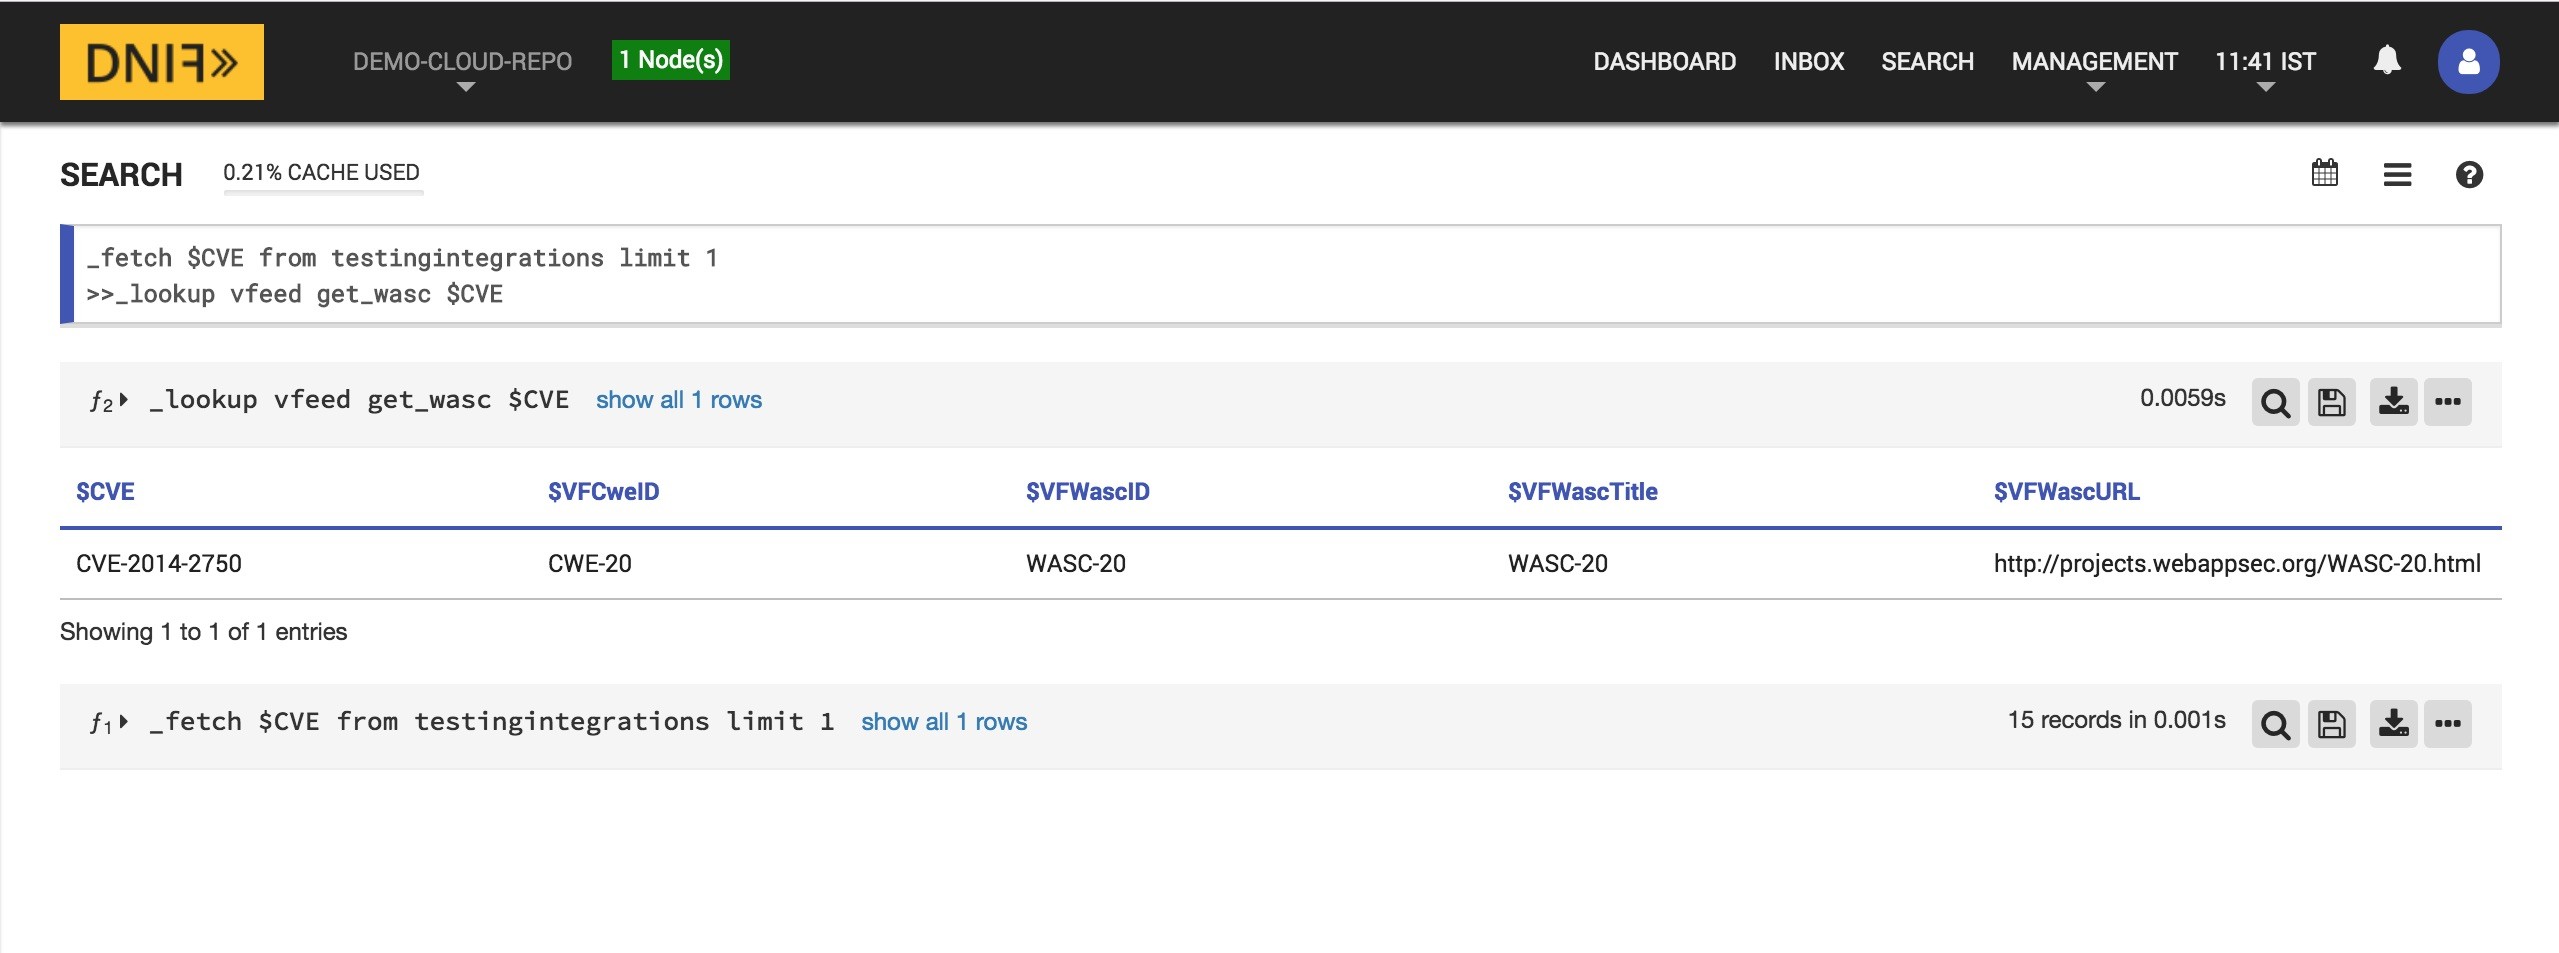 DNIF»
DEMO-CLOUD-REPO
1 Node(s)
DASHBOARD
INBOX
SEARCH
MANAGEMENT
11:41 IST
SEARCH
0.21% CACHE USED
_fetch $CVE from testingintegrations limit 1
>>_lookup vfeed get_wasc $CVE
f2 _lookup vfeed get_wasc $CVE show all 1 rows 0.0059s
$CVE $VFCweID $VFWascID $VFWascTitle $VFWascURL
CVE-2014-2750 CWE-20 WASC-20 WASC-20 http://projects.webappsec.org/WASC-20.html
Showing 1 to 1 of 1 entries
f1 _fetch $CVE from testingintegrations limit 1 show all 1 rows 15 records in 0.001s